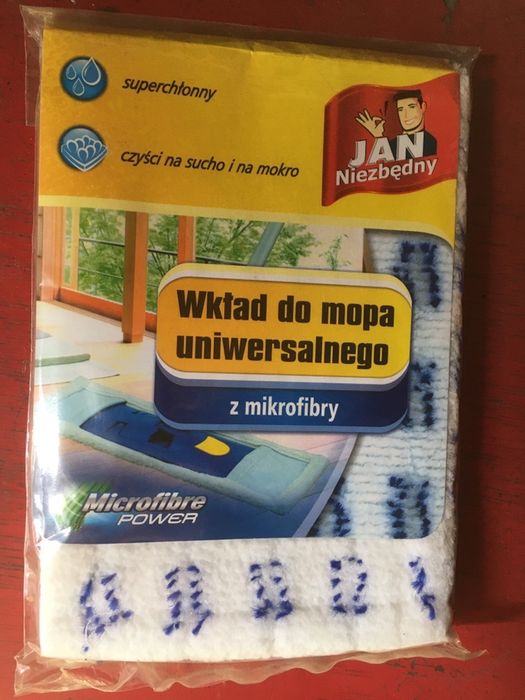 superchłonny
czyści na sucho i na mokro
JAN
Niezbędny
Wkład do mopa
uniwersalnego
z mikrofibry
Microfibre
POWER